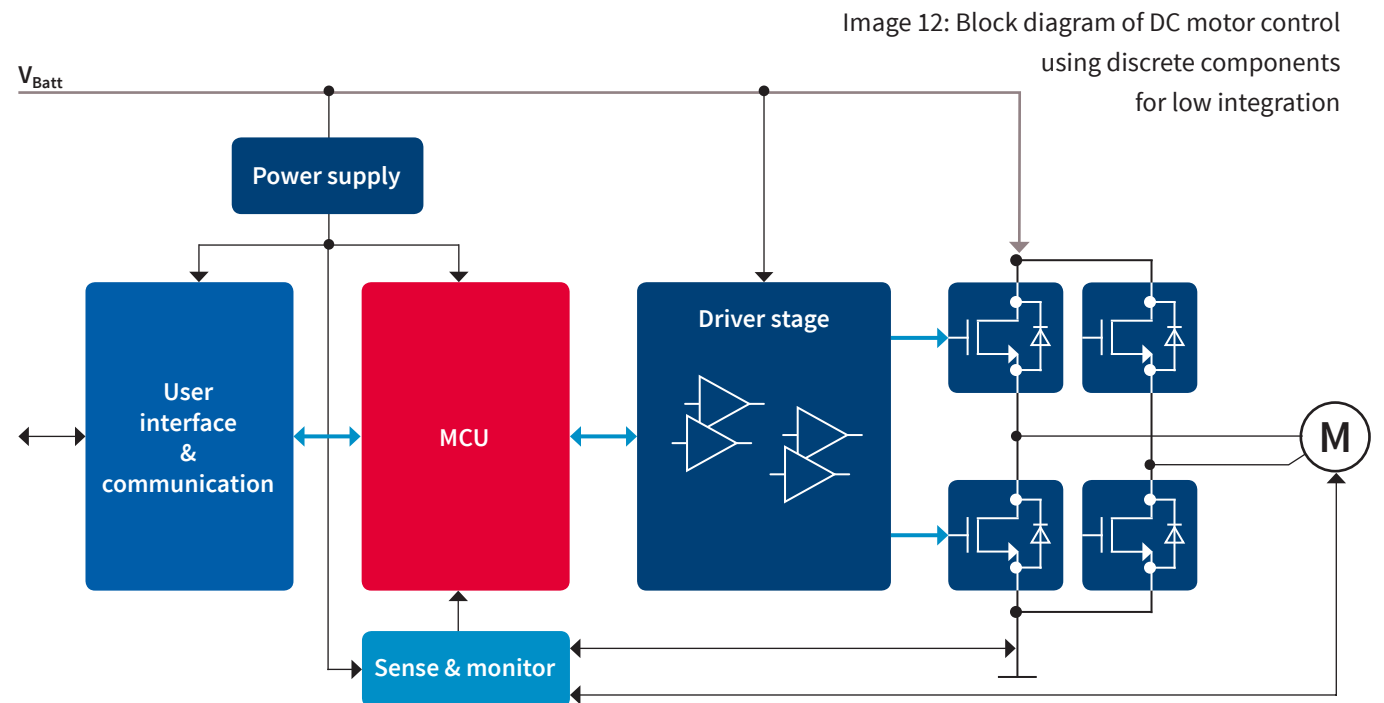 Image 12: Block diagram of DC motor control
using discrete components
for low integration
VBatt
Power supply
Driver stage
User
interface
&
communication
MCU
M
Sense & monitor